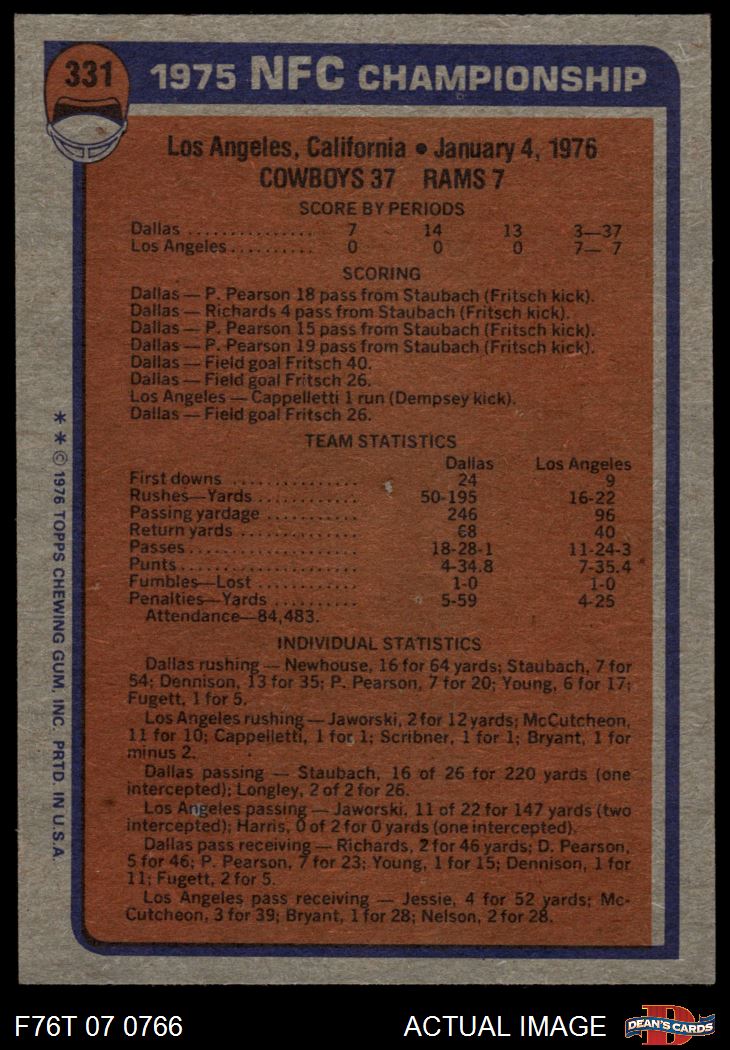 331
1975 NFC CHAMPIONSHIP
Los Angeles, California • January 4, 1976
COWBOYS 37 RAMS 7
SCORE BY PERIODS
Dallas ............... 7 14 13 3—37
Los Angeles.......... 0 0 0 7— 7
SCORING
Dallas — P. Pearson 18 pass from Staubach (Fritsch kick).
Dallas — Richards 4 pass from Staubach (Fritsch kick).
Dallas — P. Pearson 15 pass from Staubach (Fritsch kick).
Dallas — P. Pearson 19 pass from Staubach (Fritsch kick).
Dallas — Field goal Fritsch 40.
Dallas — Field goal Fritsch 26.
Los Angeles — Cappelletti 1 run (Dempsey kick).
Dallas — Field goal Fritsch 26.
TEAM STATISTICS
Dallas Los Angeles
First downs ............... 24 9
Rushes—Yards ............ 50-195 16-22
Passing yardage ........... 246 96
Return yards .............. 68 40
Passes..................... 18-28-1 11-24-3
Punts...................... 4-34.8 7-35.4
Fumbles—Lost ............ 1-0 1-0
Penalties—Yards .......... 5-59 4-25
Attendance—84,483.
INDIVIDUAL STATISTICS
Dallas rushing — Newhouse, 16 for 64 yards; Staubach, 7 for
54; Dennison, 13 for 35; P. Pearson, 7 for 20; Young, 6 for 17;
Fugett, 1 for 5.
Los Angeles rushing — Jaworski, 2 for 12 yards; McCutcheon,
11 for 10; Cappelletti, 1 for 1; Scribner, 1 for 1; Bryant, 1 for
minus 2.
Dallas passing — Staubach, 16 of 26 for 220 yards (one
intercepted); Longley, 2 of 2 for 26.
Los Angeles passing — Jaworski, 11 of 22 for 147 yards (two
intercepted); Harris, 0 of 2 for 0 yards (one intercepted).
Dallas pass receiving — Richards, 2 for 46 yards; D. Pearson,
5 for 46; P. Pearson, 7 for 23; Young, 1 for 15; Dennison, 1 for
11; Fugett, 2 for 5.
Los Angeles pass receiving — Jessie, 4 for 52 yards; Mc-
Cutcheon, 3 for 39; Bryant, 1 for 28; Nelson, 2 for 28.
* * © 1976 TOPPS CHEWING GUM, INC. PRTD. IN U.S.A.
F76T 07 0766
ACTUAL IMAGE
D
DEAN'S CARDS